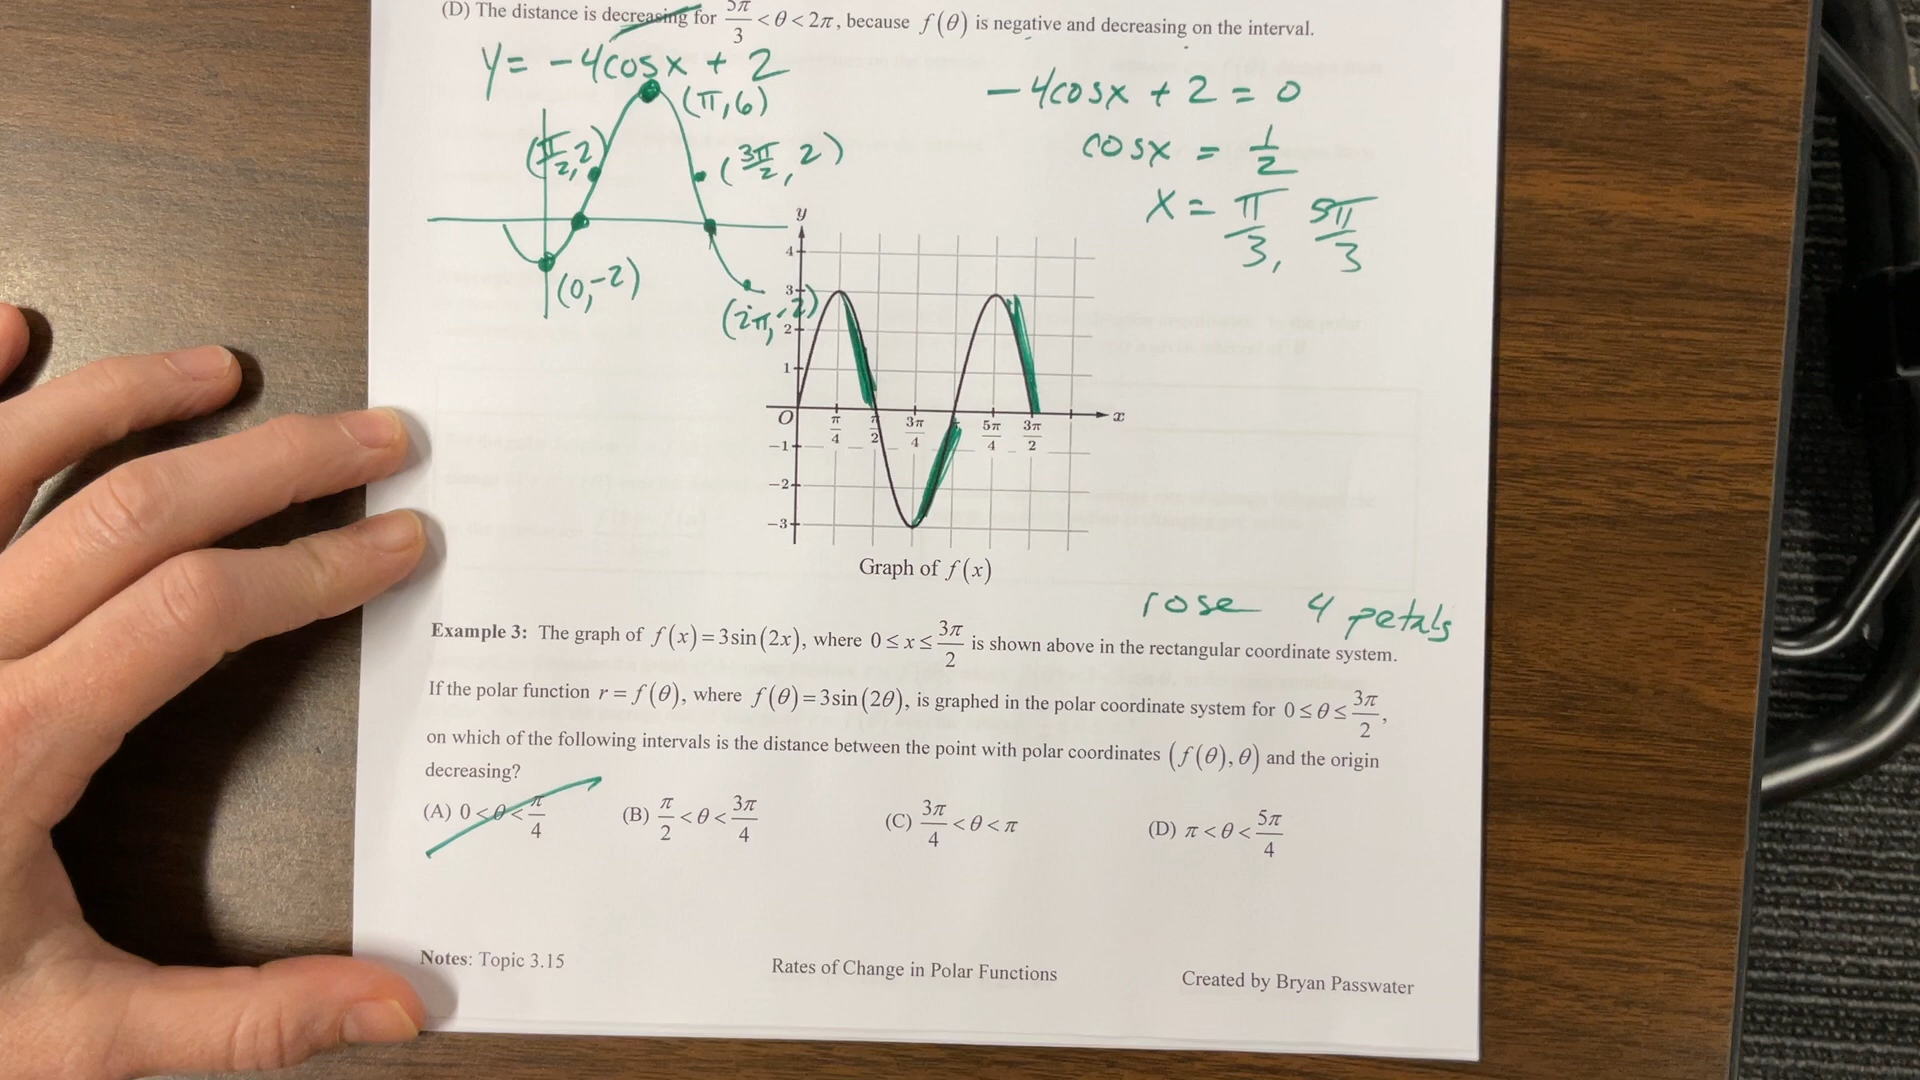 (D) The distance is decreasing for 5π/3 < θ < 2π, because f(θ) is negative and decreasing on the interval.
y = −4cosx + 2
(π,6)
(π/2, 2)
(3π/2, 2)
(0,−2)
(2π,−2)
−4cosx + 2 = 0
cosx = 1/2
x = π/3, 5π/3
y
4
3
2
1
O π/4 π/2 3π/4 5π/4 3π/2 x
−1
−2
−3
Graph of f(x)
rose 4 petals
Example 3: The graph of f(x) = 3sin(2x), where 0 ≤ x ≤ 3π/2 is shown above in the rectangular coordinate system.
If the polar function r = f(θ), where f(θ) = 3sin(2θ), is graphed in the polar coordinate system for 0 ≤ θ ≤ 3π/2,
on which of the following intervals is the distance between the point with polar coordinates (f(θ), θ) and the origin
decreasing?
(A) 0 < θ < π/4 (B) π/2 < θ < 3π/4 (C) 3π/4 < θ < π (D) π < θ < 5π/4
Notes: Topic 3.15 Rates of Change in Polar Functions Created by Bryan Passwater